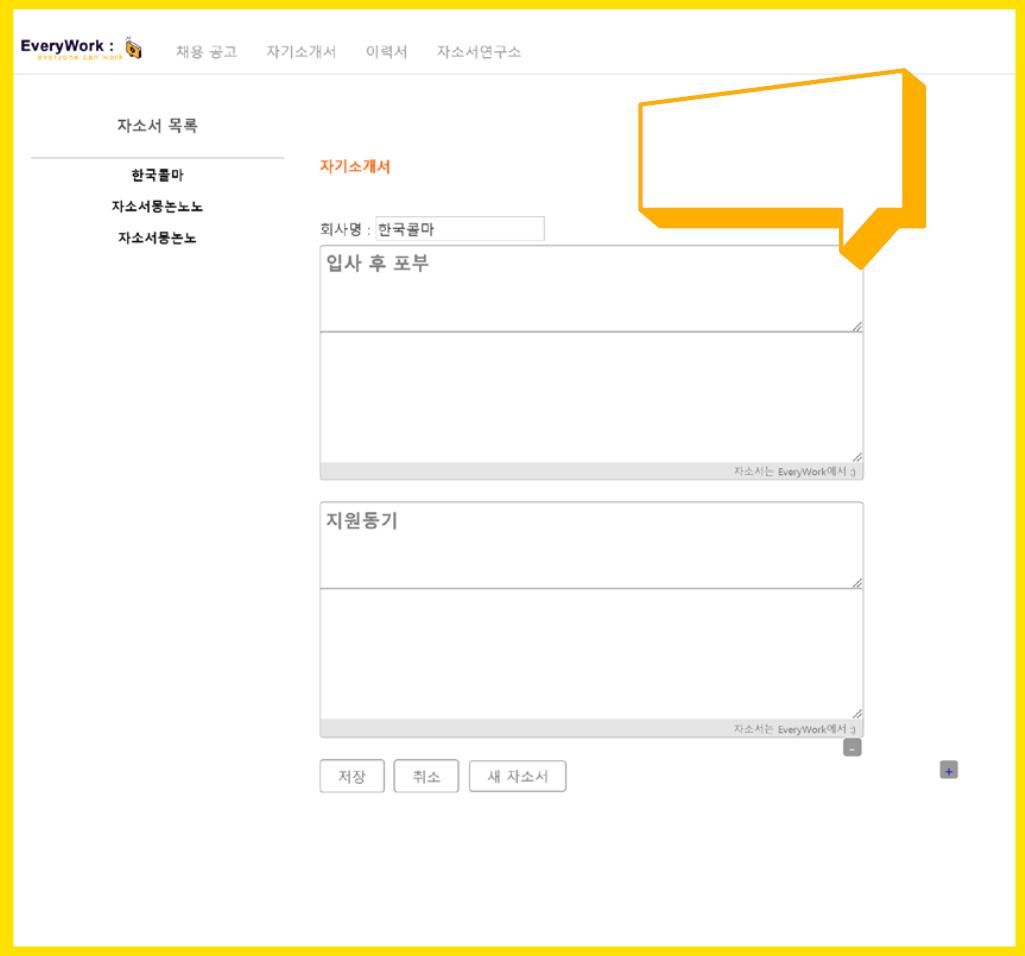 EveryWork :
everyone can work
채용 공고 자기소개서 이력서 자소서연구소
자소서 목록
한국콜마
자소서몽논노노
자소서몽논노
자기소개서
회사명 : 한국콜마
입사 후 포부
자소서는 EveryWork에서 :)
지원동기
자소서는 EveryWork에서 :)
-
저장 취소 새 자소서 +